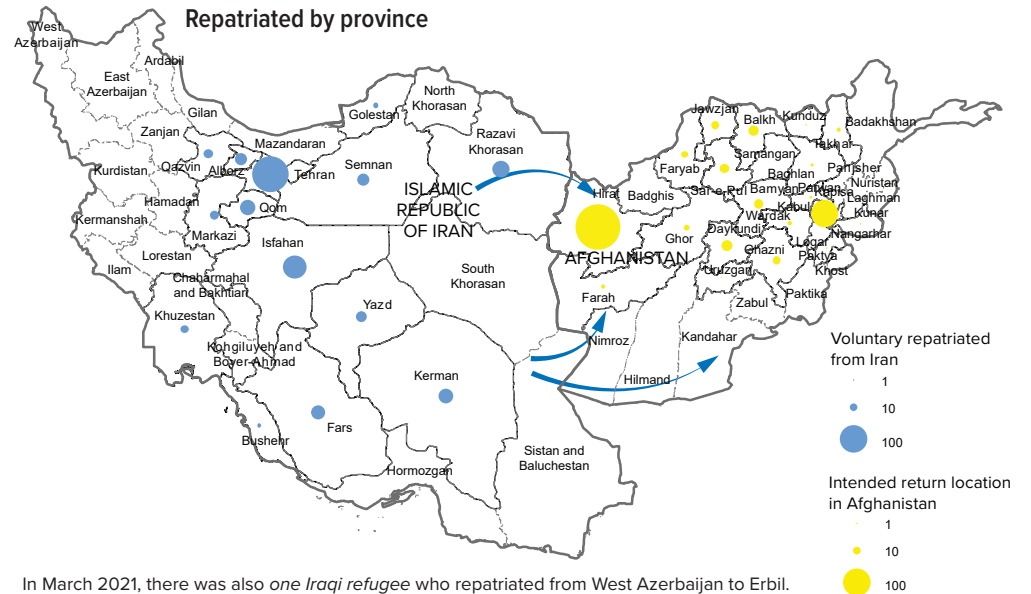 Repatriated by province
West
Azerbaijan
Ardabil
East
Azerbaijan
Gilan
Zanjan
Mazandaran
Golestan
North
Khorasan
Razavi
Khorasan
Kurdistan
Qazvin
Alborz
Tehran
Semnan
Hamadan
Qom
Kermanshah
Markazi
Isfahan
Lorestan
Ilam
Chaharmahal
and Bakhtiari
ISLAMIC
REPUBLIC
OF IRAN
South
Khorasan
Khuzestan
Yazd
Kohgiluyeh and
Boyer-Ahmad
Kerman
Fars
Bushehr
Hormozgan
Sistan and
Baluchestan
Jawzjan
Balkh
Kunduz
Badakhshan
Takhar
Faryab
Samangan
Baghlan
Panjsher
Hirat
Badghis
Sar-e-Pul
Bamyan
Parwan
Kapisa
Nuristan
Laghman
Kabul
Kunar
Wardak
Nangarhar
Ghor
Daykundi
Logar
Ghazni
Paktya
AFGHANISTAN
Uruzgan
Khost
Farah
Zabul
Paktika
Nimroz
Kandahar
Hilmand
Voluntary repatriated
from Iran
1
10
100
Intended return location
in Afghanistan
1
10
100
In March 2021, there was also one Iraqi refugee who repatriated from West Azerbaijan to Erbil.